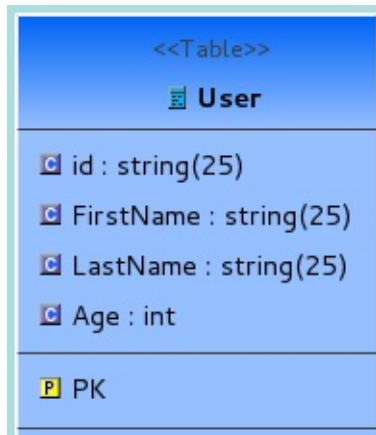 <<Table>>
User
C id : string(25)
C FirstName : string(25)
C LastName : string(25)
C Age : int
P PK